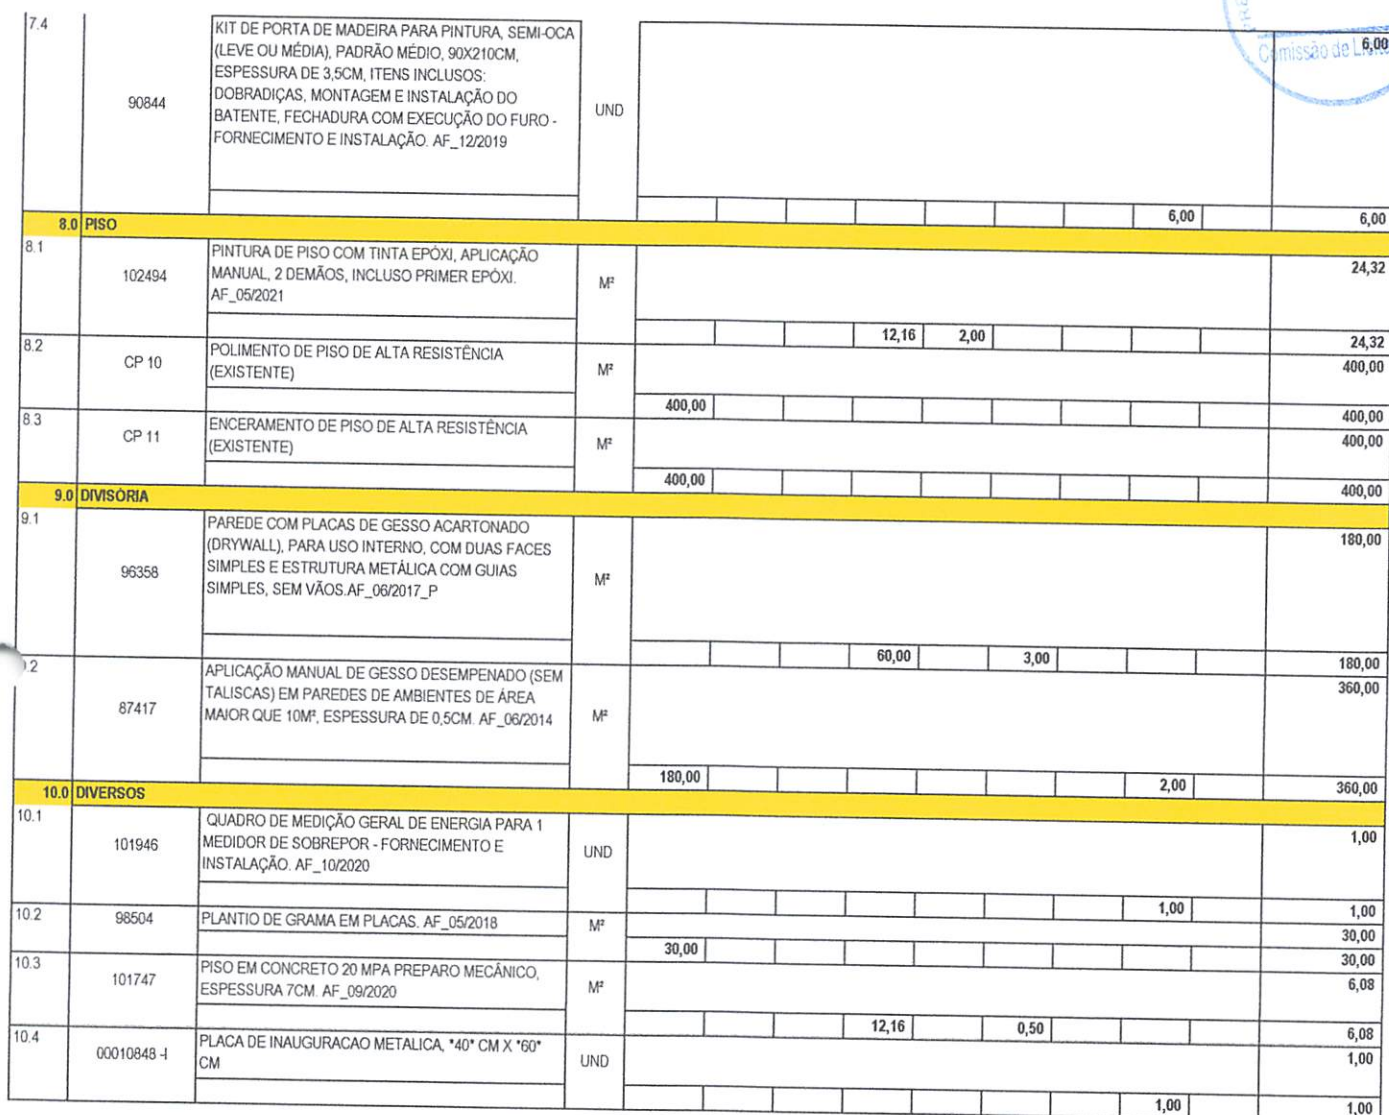 7.4
90844
KIT DE PORTA DE MADEIRA PARA PINTURA, SEMI-OCA
(LEVE OU MÉDIA), PADRÃO MÉDIO, 90X210CM,
ESPESSURA DE 3,5CM, ITENS INCLUSOS:
DOBRADIÇAS, MONTAGEM E INSTALAÇÃO DO
BATENTE, FECHADURA COM EXECUÇÃO DO FURO -
FORNECIMENTO E INSTALAÇÃO. AF_12/2019
UND
6,00
Comissão de
6,00 6,00
8.0 PISO
8.1
102494
PINTURA DE PISO COM TINTA EPÓXI, APLICAÇÃO
MANUAL, 2 DEMÃOS, INCLUSO PRIMER EPÓXI.
AF_05/2021
M²
24,32
12,16 2,00 24,32
8.2
CP 10
POLIMENTO DE PISO DE ALTA RESISTÊNCIA
(EXISTENTE)
M²
400,00
400,00 400,00
8.3
CP 11
ENCERAMENTO DE PISO DE ALTA RESISTÊNCIA
(EXISTENTE)
M²
400,00
400,00 400,00
9.0 DIVISÓRIA
9.1
96358
PAREDE COM PLACAS DE GESSO ACARTONADO
(DRYWALL), PARA USO INTERNO, COM DUAS FACES
SIMPLES E ESTRUTURA METÁLICA COM GUIAS
SIMPLES, SEM VÃOS.AF_06/2017_P
M²
180,00
60,00 3,00 180,00
.2
87417
APLICAÇÃO MANUAL DE GESSO DESEMPENADO (SEM
TALISCAS) EM PAREDES DE AMBIENTES DE ÁREA
MAIOR QUE 10M², ESPESSURA DE 0,5CM. AF_06/2014
M²
360,00
180,00 2,00 360,00
10.0 DIVERSOS
10.1
101946
QUADRO DE MEDIÇÃO GERAL DE ENERGIA PARA 1
MEDIDOR DE SOBREPOR - FORNECIMENTO E
INSTALAÇÃO. AF_10/2020
UND
1,00
1,00 1,00
10.2
98504
PLANTIO DE GRAMA EM PLACAS. AF_05/2018
M²
30,00
30,00 30,00
10.3
101747
PISO EM CONCRETO 20 MPA PREPARO MECÂNICO,
ESPESSURA 7CM. AF_09/2020
M²
6,08
12,16 0,50 6,08
10.4
00010848 -I
PLACA DE INAUGURACAO METALICA, *40* CM X *60*
CM
UND
1,00
1,00 1,00